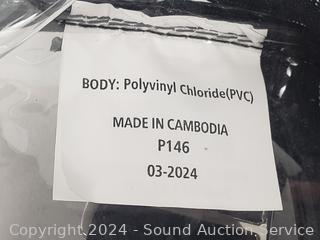 BODY: Polyvinyl Chloride(PVC)
MADE IN CAMBODIA
P146
03-2024
Copyright©2024 - Sound Auction Service